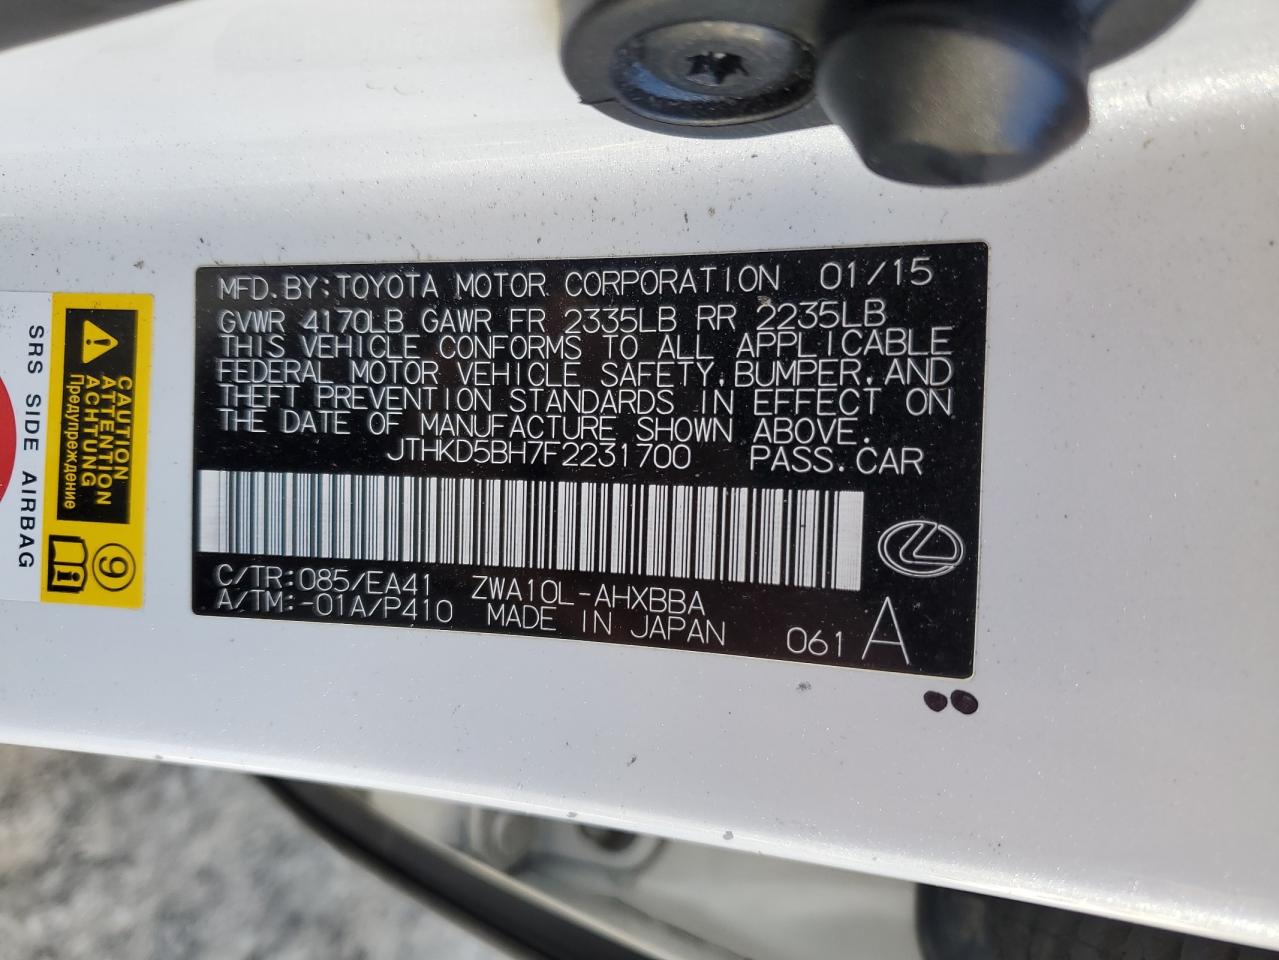 MFD.BY:TOYOTA MOTOR CORPORATION 01/15
GVWR 4170LB GAWR FR 2335LB RR 2235LB
THIS VEHICLE CONFORMS TO ALL APPLICABLE
FEDERAL MOTOR VEHICLE SAFETY,BUMPER,AND
THEFT PREVENTION STANDARDS IN EFFECT ON
THE DATE OF MANUFACTURE SHOWN ABOVE.
JTHKD5BH7F2231700 PASS.CAR
C/TR:085/EA41 ZWA10L-AHXBBA
A/TM:-01A/P410 MADE IN JAPAN 061 A
CAUTION
ATTENTION
ACHTUNG
Предупреждение
9
SRS SIDE AIRBAG